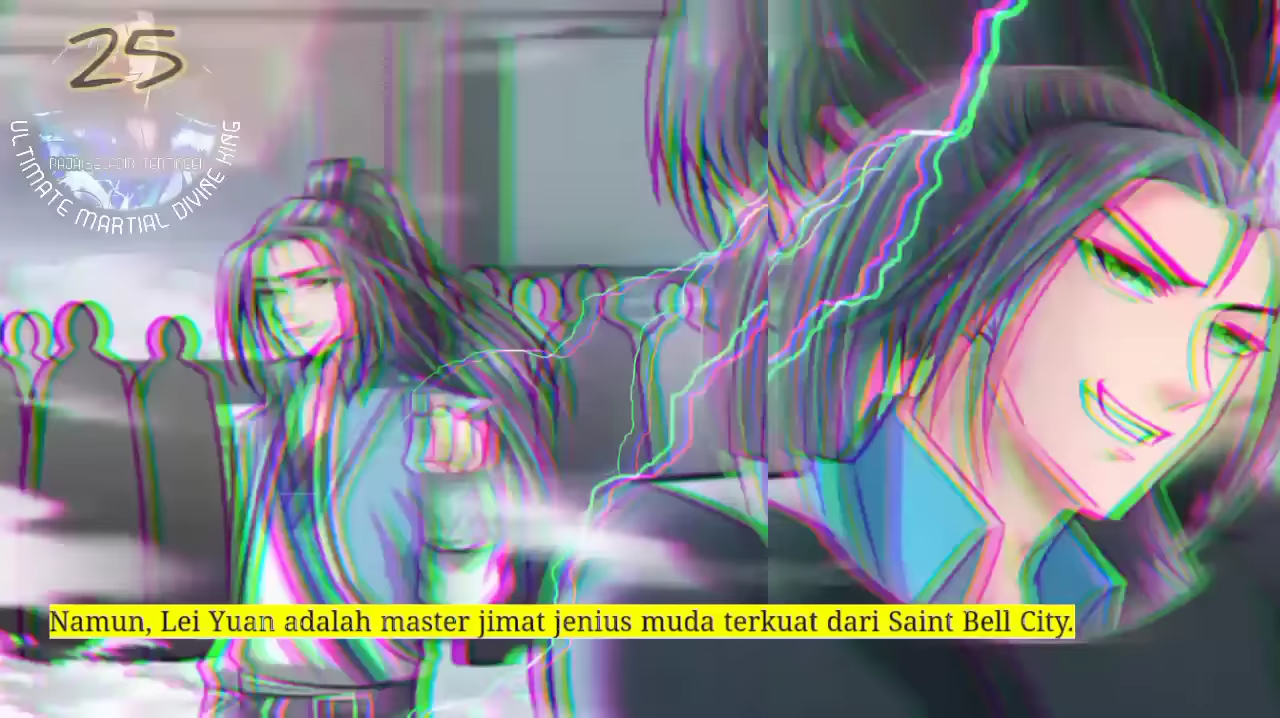 25
ULTIMATE MARTIAL DIVINE KING
Namun, Lei Yuan adalah master jimat jenius muda terkuat dari Saint Bell City.